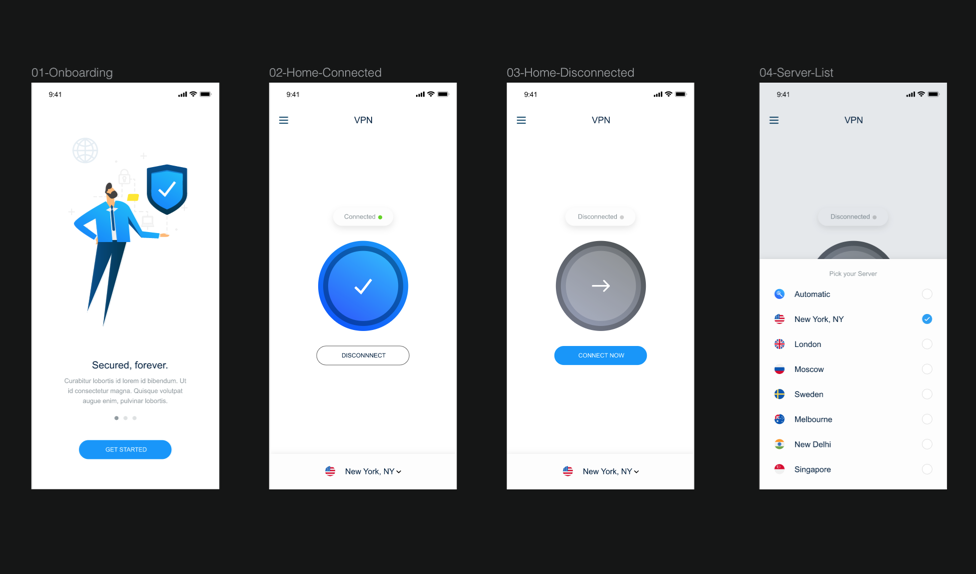 01-Onboarding
9:41
Secured, forever.
Curabitur lobortis id lorem id bibendum. Ut
id consectetur magna. Quisque volutpat
augue enim, pulvinar lobortis.
GET STARTED
02-Home-Connected
9:41
VPN
Connected
DISCONNNECT
New York, NY
03-Home-Disconnected
9:41
VPN
Disconnected
CONNECT NOW
New York, NY
04-Server-List
9:41
VPN
Disconnected
Pick your Server
Automatic
New York, NY
London
Moscow
Sweden
Melbourne
New Delhi
Singapore